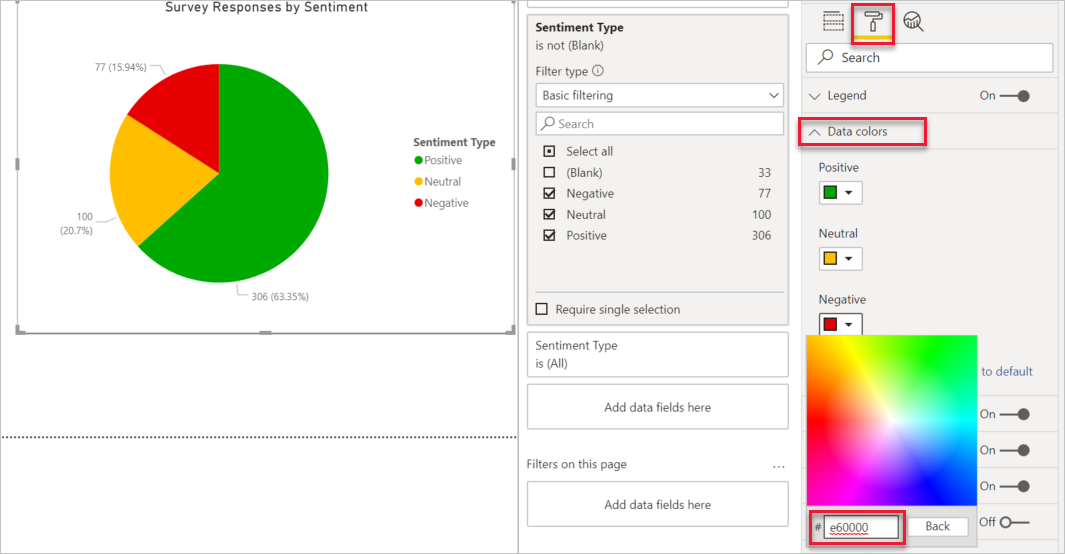 Survey Responses by Sentiment
77 (15.94%)
100
(20.7%)
306 (63.35%)
Sentiment Type
Positive
Neutral
Negative
Sentiment Type
is not (Blank)
Filter type
Basic filtering
Search
Select all
(Blank) 33
Negative 77
Neutral 100
Positive 306
Require single selection
Sentiment Type
is (All)
Add data fields here
Filters on this page ...
Add data fields here
Search
Legend On
Data colors
Positive
Neutral
Negative
to default
On
On
On
Off
# e60000 Back